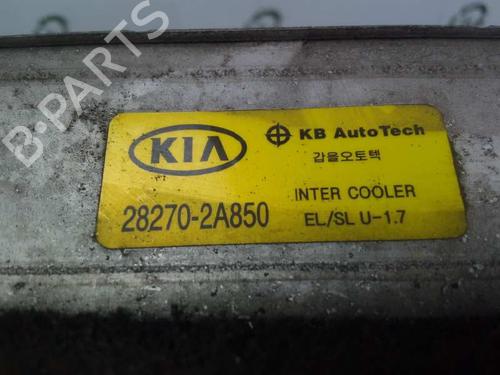 B-PARTS
KIA
KB AutoTech
갑을오토텍
28270-2A850
INTER COOLER
EL/SL U-1.7